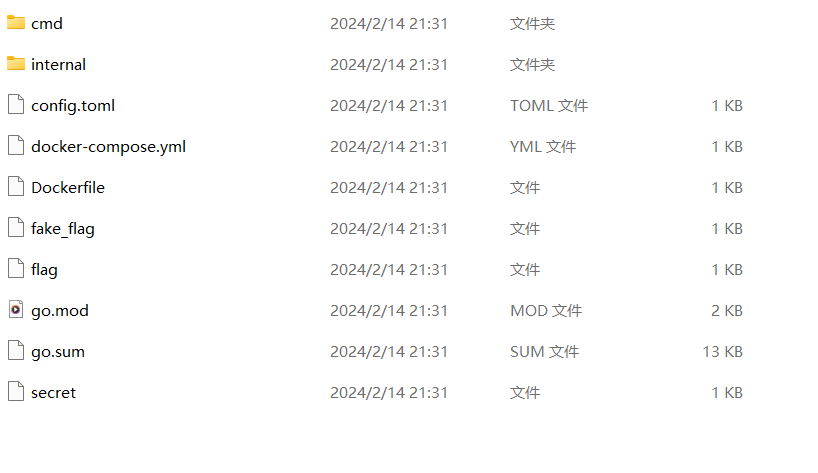 cmd 2024/2/14 21:31 文件夹
internal 2024/2/14 21:31 文件夹
config.toml 2024/2/14 21:31 TOML 文件 1 KB
docker-compose.yml 2024/2/14 21:31 YML 文件 1 KB
Dockerfile 2024/2/14 21:31 文件 1 KB
fake_flag 2024/2/14 21:31 文件 1 KB
flag 2024/2/14 21:31 文件 1 KB
go.mod 2024/2/14 21:31 MOD 文件 2 KB
go.sum 2024/2/14 21:31 SUM 文件 13 KB
secret 2024/2/14 21:31 文件 1 KB